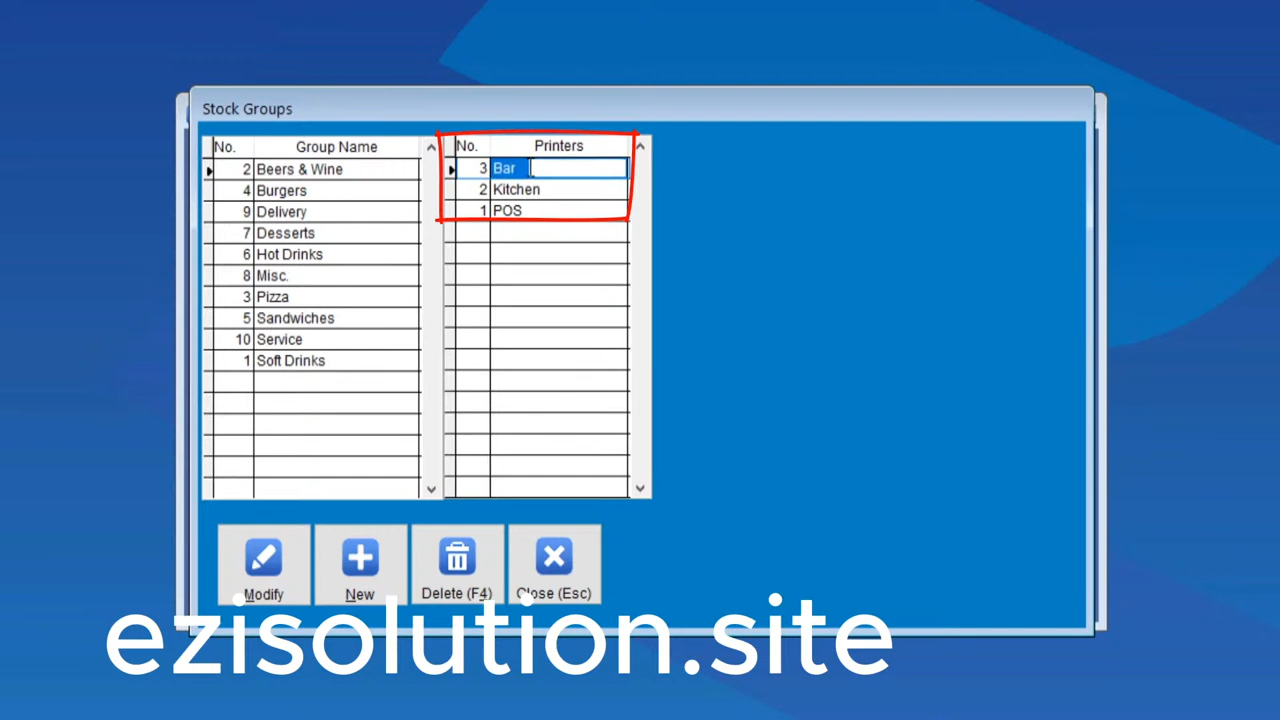 Stock Groups
No. Group Name
2 Beers & Wine
4 Burgers
9 Delivery
7 Desserts
6 Hot Drinks
8 Misc.
3 Pizza
5 Sandwiches
10 Service
1 Soft Drinks
No. Printers
3 Bar
2 Kitchen
1 POS
Modify
New
Delete (F4)
Close (Esc)
ezisolution.site